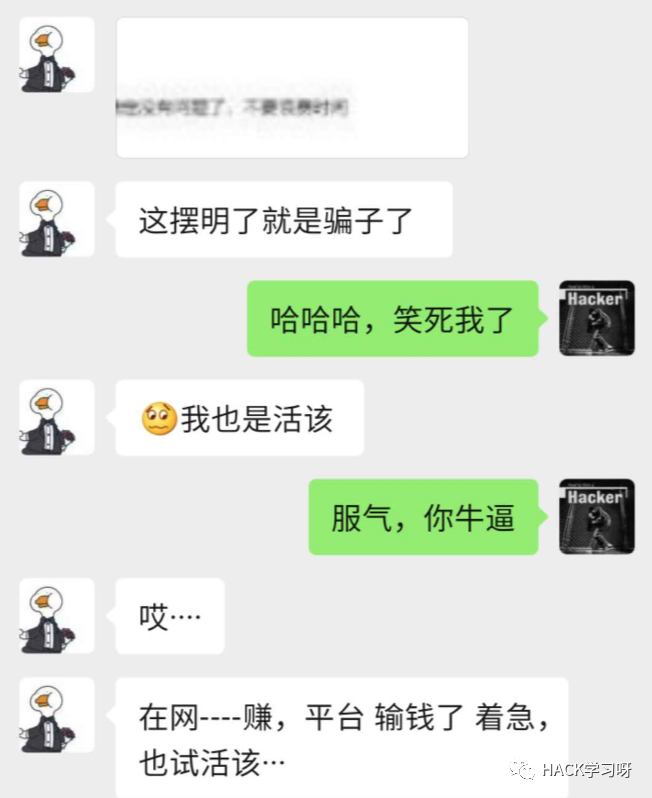 没有问题了，不要浪费时间
这摆明了就是骗子了
哈哈哈，笑死我了
Hacker
我也是活该
服气，你牛逼
Hacker
哎····
在网----赚，平台 输钱了 着急，
也试活该···
HACK学习呀